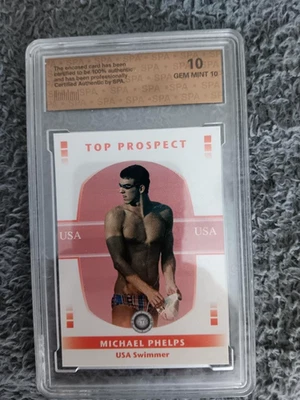 The enclosed card has been
certified to be 100% authentic
and has been professionally
Certified Authentic by SPA.
10
GEM MINT 10
SPA
TOP PROSPECT
USA
USA
MICHAEL PHELPS
USA Swimmer